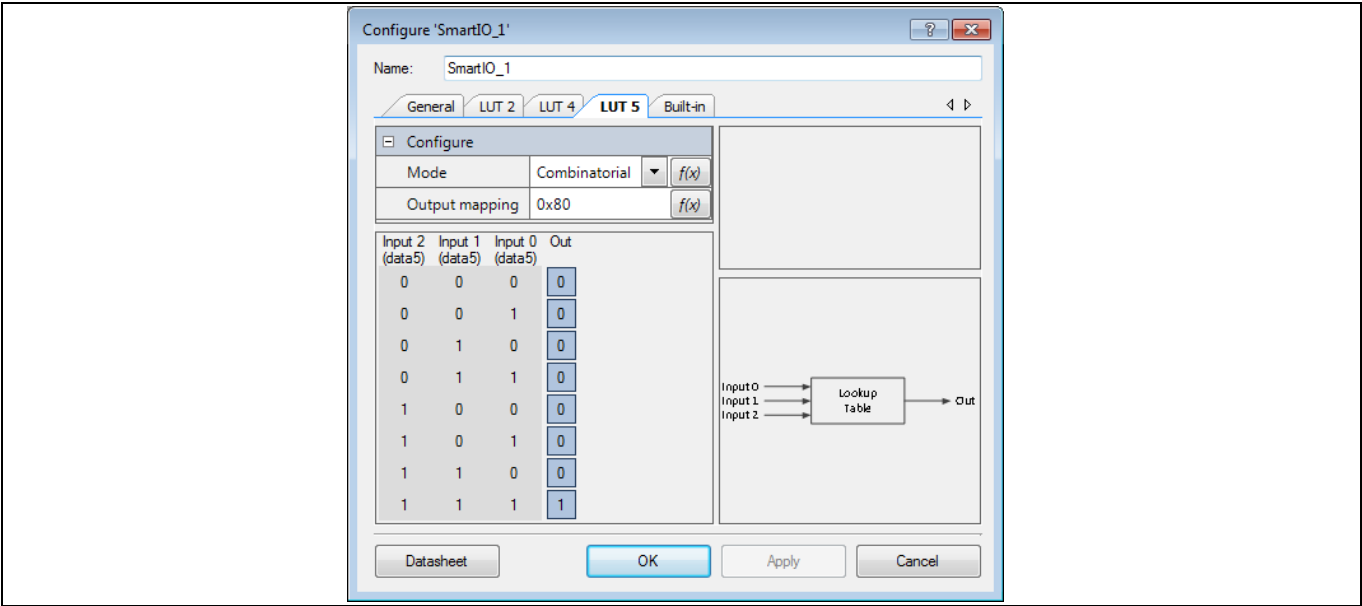 Configure 'SmartIO_1'
?
Name: SmartIO_1
General LUT 2 LUT 4 LUT 5 Built-in
Configure
Mode Combinatorial f(x)
Output mapping 0x80 f(x)
Input 2 Input 1 Input 0 Out
(data5) (data5) (data5)
0 0 0 0
0 0 1 0
0 1 0 0
0 1 1 0
1 0 0 0
1 0 1 0
1 1 0 0
1 1 1 1
Input 0
Input 1
Input 2
Lookup
Table
Out
Datasheet OK Apply Cancel